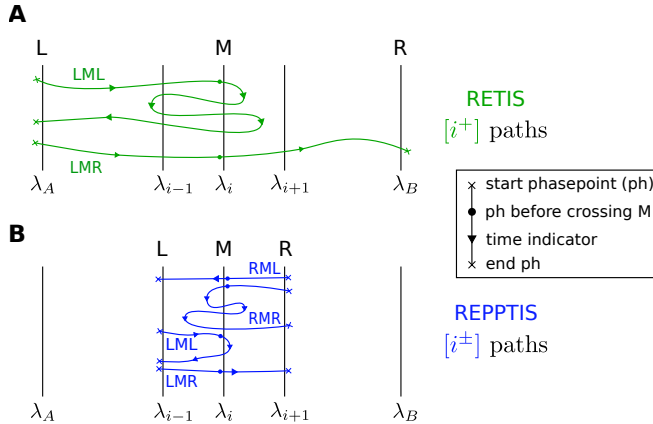 A
L M R
LML
LMR
λ_A λ_{i−1} λ_i λ_{i+1} λ_B
RETIS
[i⁺] paths
start phasepoint (ph)
ph before crossing M
time indicator
end ph
B
L M R
RML
RMR
LML
LMR
λ_A λ_{i−1} λ_i λ_{i+1} λ_B
REPPTIS
[i^±] paths